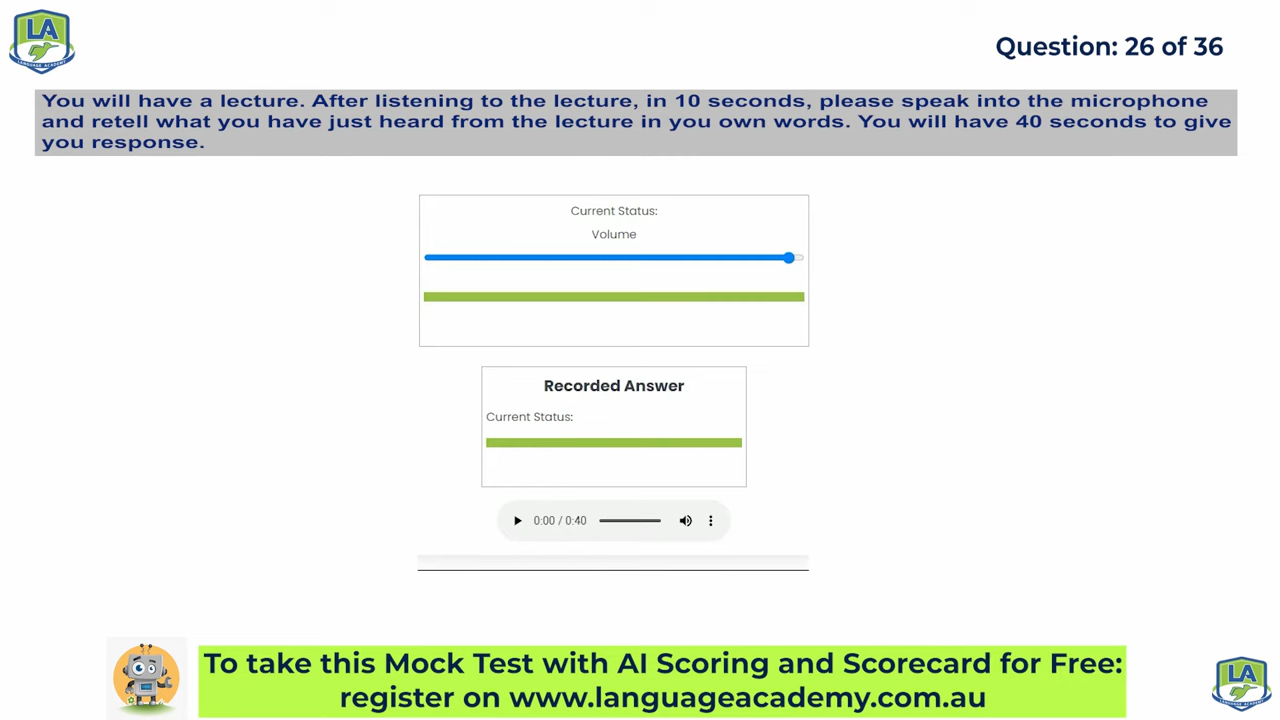 LA
LANGUAGE ACADEMY
Question: 26 of 36
You will have a lecture. After listening to the lecture, in 10 seconds, please speak into the microphone
and retell what you have just heard from the lecture in you own words. You will have 40 seconds to give
you response.
Current Status:
Volume
Recorded Answer
Current Status:
0:00 / 0:40
To take this Mock Test with AI Scoring and Scorecard for Free:
register on www.languageacademy.com.au
LA
LANGUAGE ACADEMY